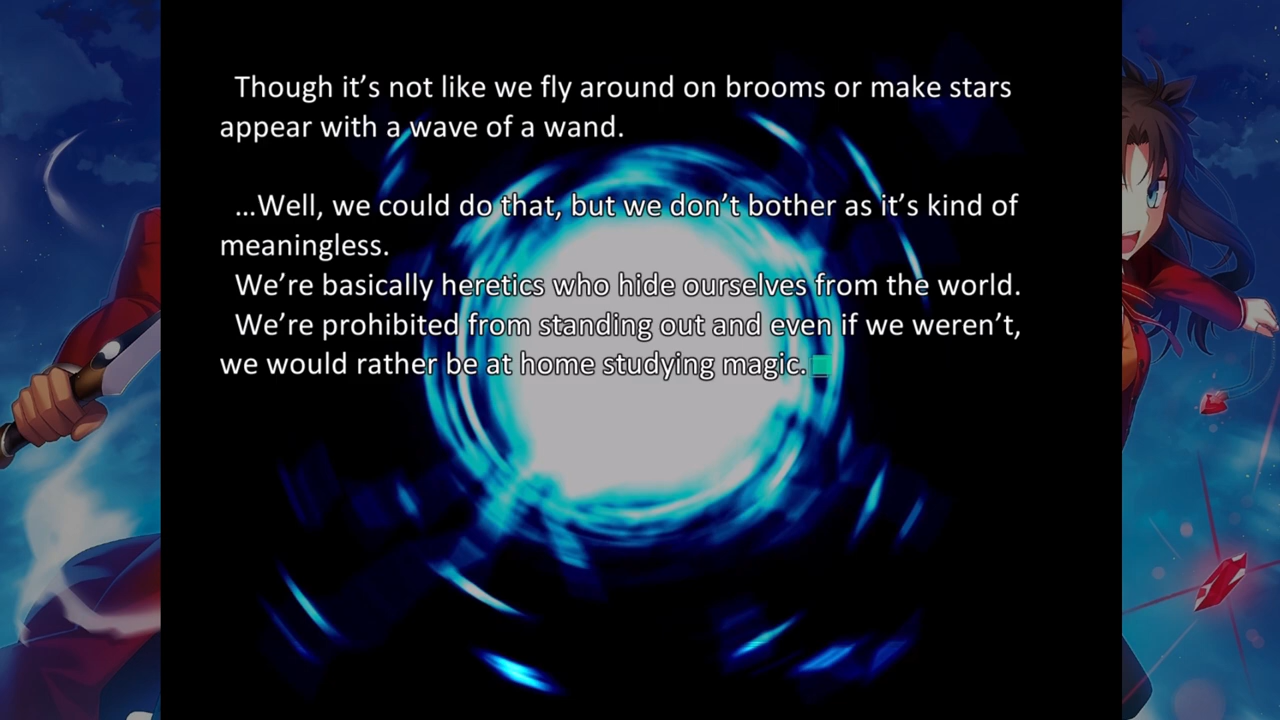 Though it’s not like we fly around on brooms or make stars
appear with a wave of a wand.
…Well, we could do that, but we don’t bother as it’s kind of
meaningless.
We’re basically heretics who hide ourselves from the world.
We’re prohibited from standing out and even if we weren’t,
we would rather be at home studying magic.